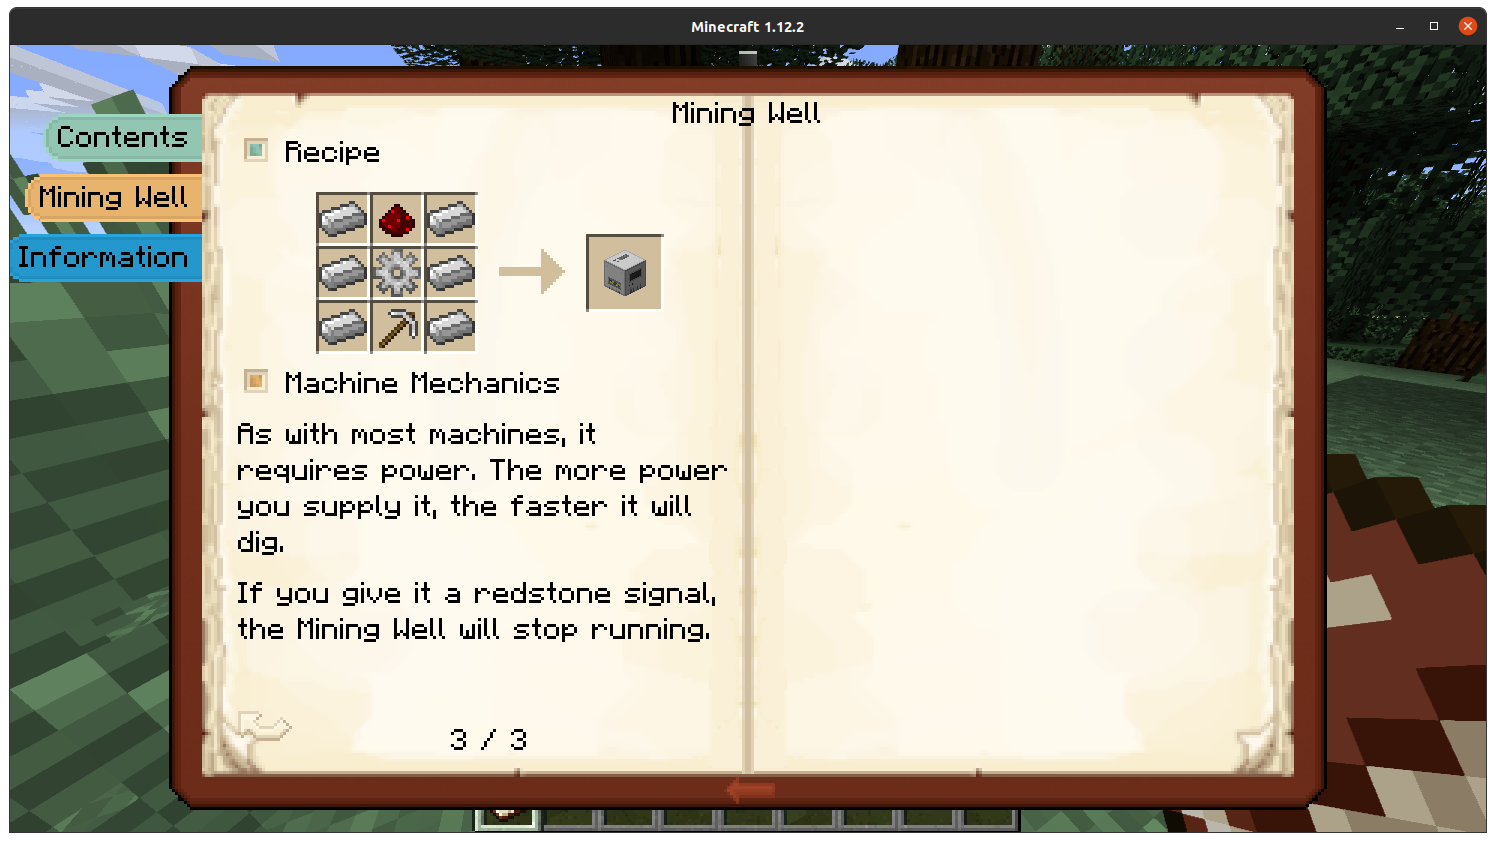 Minecraft 1.12.2
Mining Well
Contents
Mining Well
Information
Recipe
Machine Mechanics
As with most machines, it
requires power. The more power
you supply it, the faster it will
dig.
If you give it a redstone signal,
the Mining Well will stop running.
3 / 3